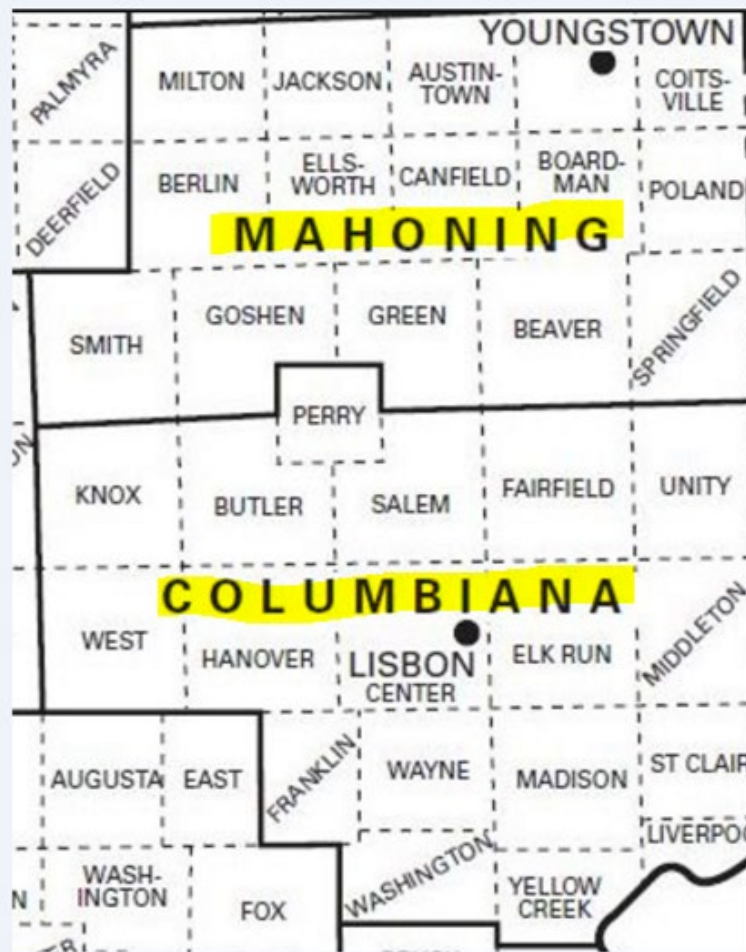 YOUNGSTOWN
PALMYRA
MILTON
JACKSON
AUSTIN-
TOWN
COITS-
VILLE
DEERFIELD
BERLIN
ELLS-
WORTH
CANFIELD
BOARD-
MAN
POLAND
MAHONING
SMITH
GOSHEN
GREEN
BEAVER
SPRINGFIELD
PERRY
KNOX
BUTLER
SALEM
FAIRFIELD
UNITY
COLUMBIANA
WEST
HANOVER
LISBON
CENTER
ELK RUN
MIDDLETON
AUGUSTA
EAST
FRANKLIN
WAYNE
MADISON
ST CLAIR
LIVERPOO
WASH-
INGTON
FOX
WASHINGTON
YELLOW
CREEK